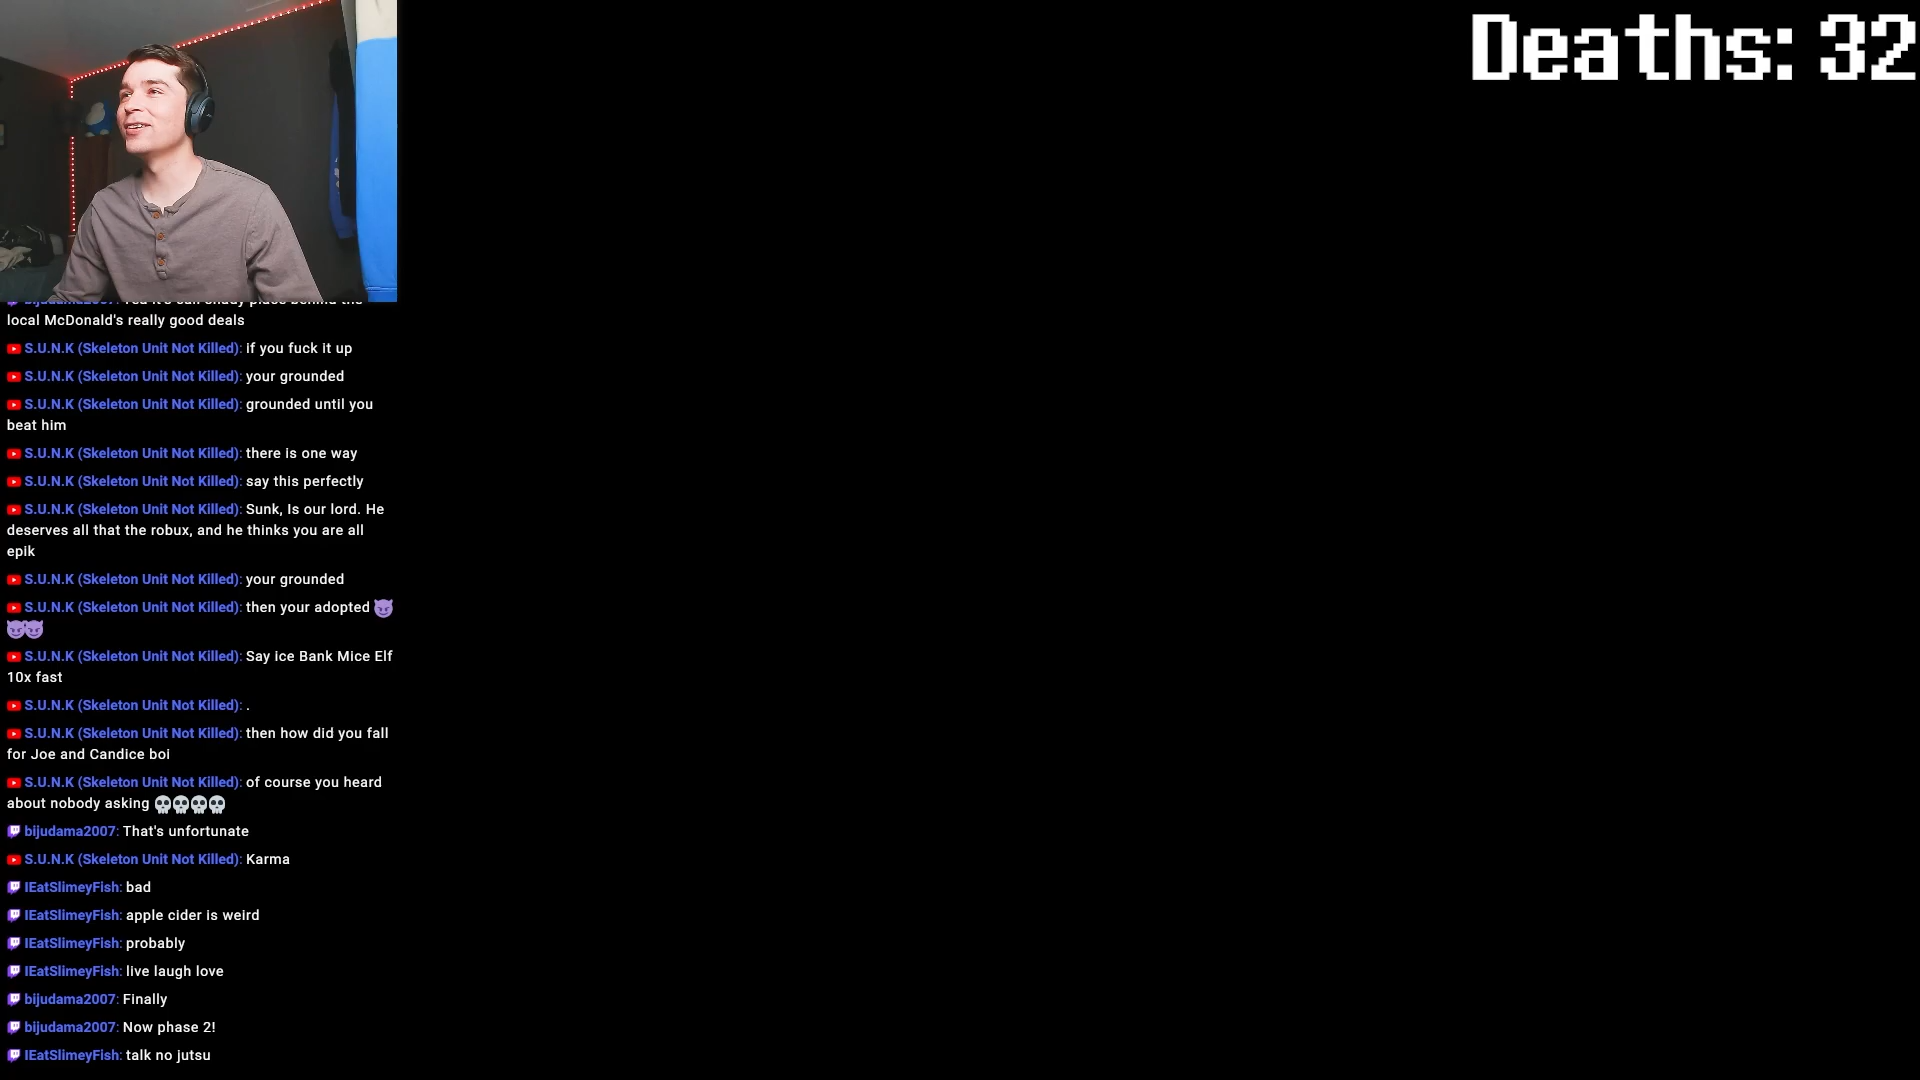 Deaths: 32
local McDonald's really good deals
S.U.N.K (Skeleton Unit Not Killed): if you fuck it up
S.U.N.K (Skeleton Unit Not Killed): your grounded
S.U.N.K (Skeleton Unit Not Killed): grounded until you
beat him
S.U.N.K (Skeleton Unit Not Killed): there is one way
S.U.N.K (Skeleton Unit Not Killed): say this perfectly
S.U.N.K (Skeleton Unit Not Killed): Sunk, Is our lord. He
deserves all that the robux, and he thinks you are all
epik
S.U.N.K (Skeleton Unit Not Killed): your grounded
S.U.N.K (Skeleton Unit Not Killed): then your adopted 😈
😈😈
S.U.N.K (Skeleton Unit Not Killed): Say ice Bank Mice Elf
10x fast
S.U.N.K (Skeleton Unit Not Killed): .
S.U.N.K (Skeleton Unit Not Killed): then how did you fall
for Joe and Candice boi
S.U.N.K (Skeleton Unit Not Killed): of course you heard
about nobody asking 💀💀💀💀
bijudama2007: That's unfortunate
S.U.N.K (Skeleton Unit Not Killed): Karma
IEatSlimeyFish: bad
IEatSlimeyFish: apple cider is weird
IEatSlimeyFish: probably
IEatSlimeyFish: live laugh love
bijudama2007: Finally
bijudama2007: Now phase 2!
IEatSlimeyFish: talk no jutsu